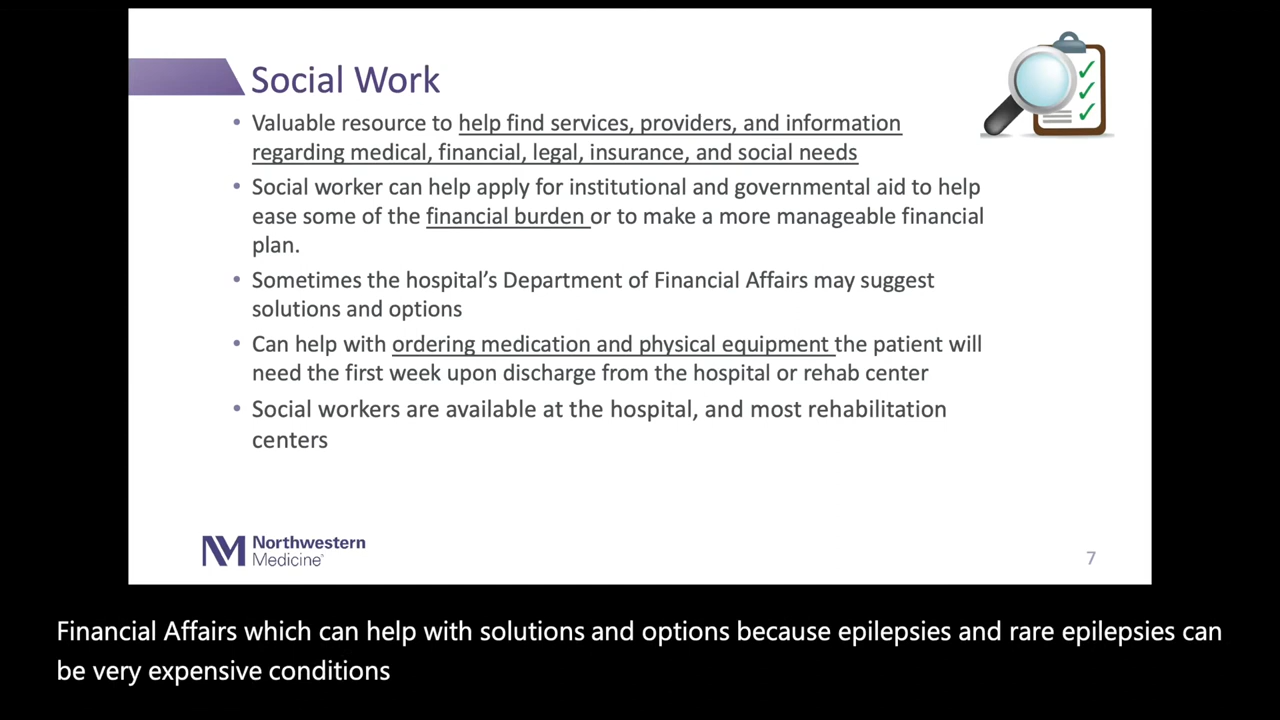 Social Work
• Valuable resource to help find services, providers, and information
regarding medical, financial, legal, insurance, and social needs
• Social worker can help apply for institutional and governmental aid to help
ease some of the financial burden or to make a more manageable financial
plan.
• Sometimes the hospital's Department of Financial Affairs may suggest
solutions and options
• Can help with ordering medication and physical equipment the patient will
need the first week upon discharge from the hospital or rehab center
• Social workers are available at the hospital, and most rehabilitation
centers
NM Northwestern
Medicine®
7
Financial Affairs which can help with solutions and options because epilepsies and rare epilepsies can
be very expensive conditions